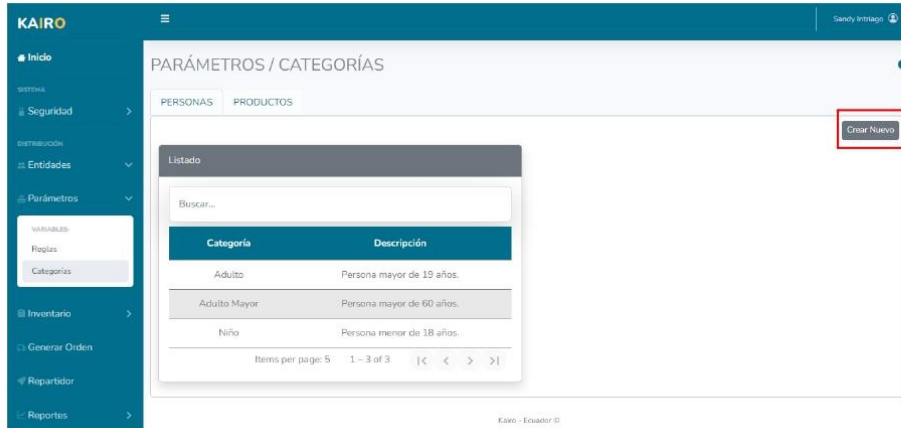 KAIRO
Sandy Intriago
Inicio
PARÁMETROS / CATEGORÍAS
SISTEMA
Seguridad
PERSONAS PRODUCTOS
Crear Nuevo
DISTRIBUCIÓN
Entidades
Listado
Parámetros
Buscar...
VARIABLES:
Reglas
Categorías
Categoría Descripción
Adulto Persona mayor de 19 años.
Adulto Mayor Persona mayor de 60 años.
Niño Persona menor de 18 años.
Items per page: 5 1 – 3 of 3
Inventario
Generar Orden
Repartidor
Reportes
Kairo - Ecuador ©